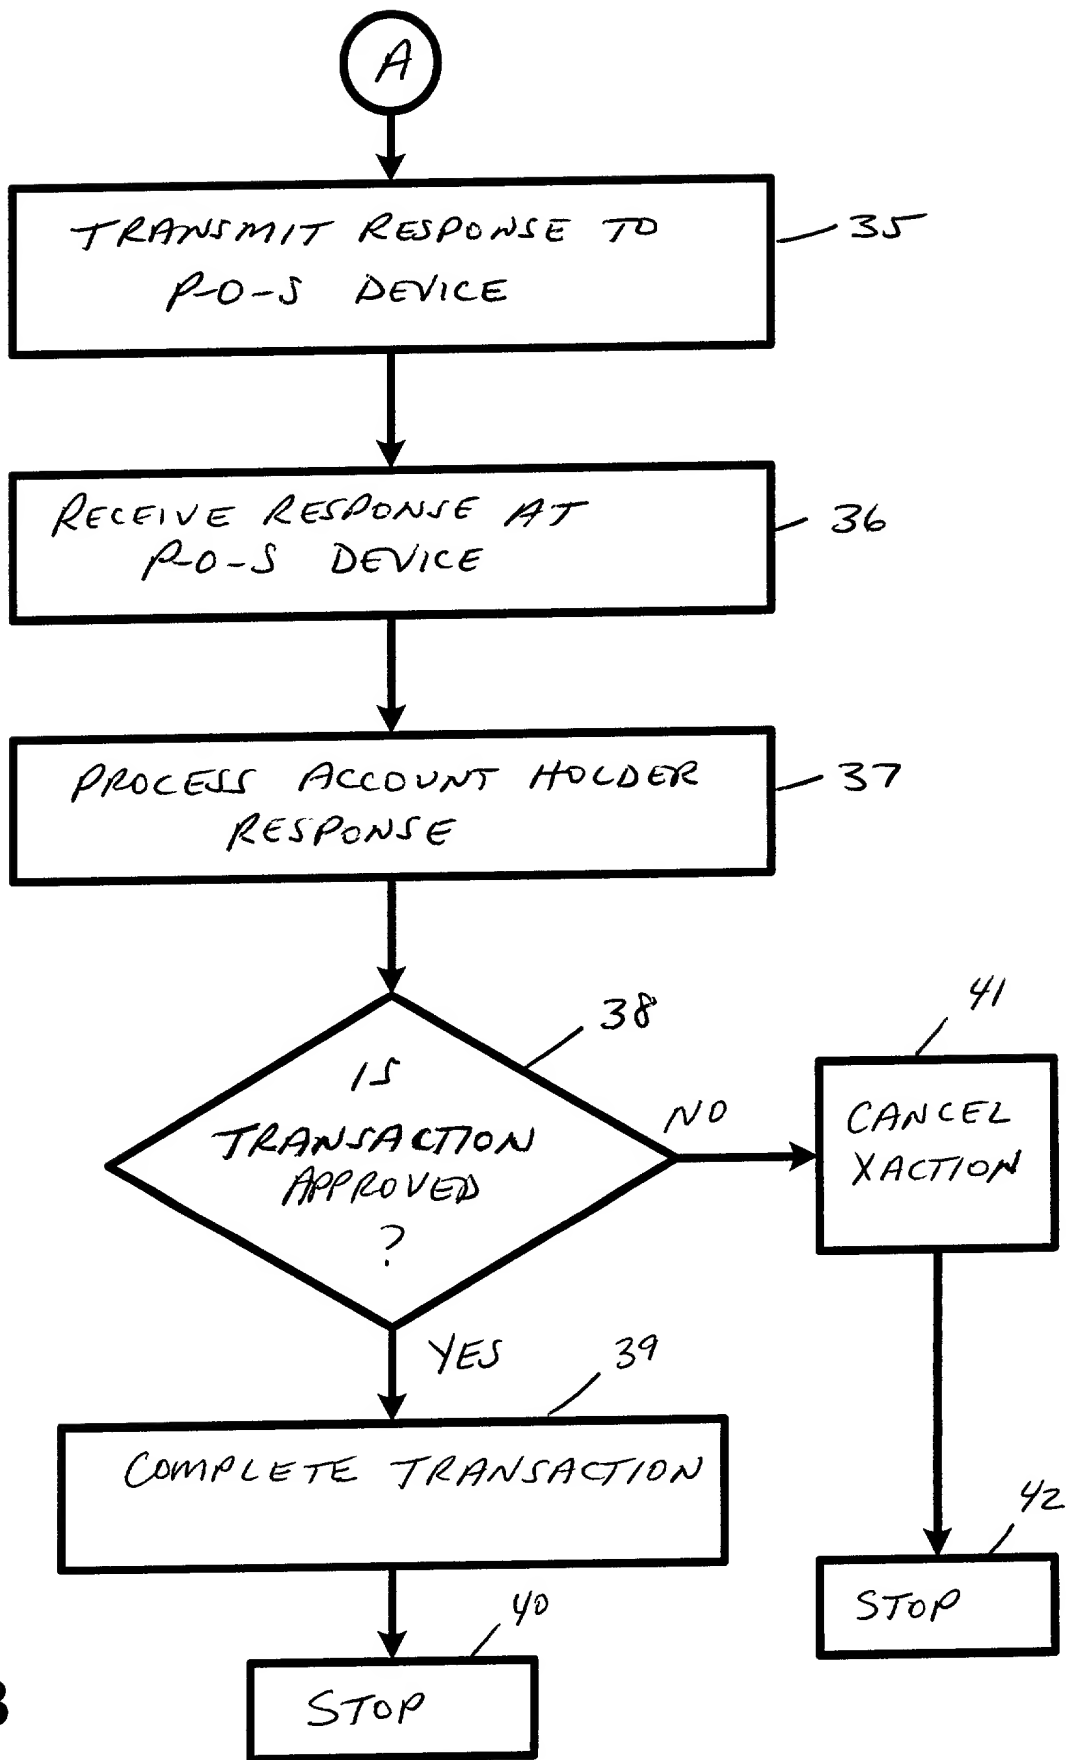 A
TRANSMIT RESPONSE TO
P-O-S DEVICE
35
RECEIVE RESPONSE AT
P-O-S DEVICE
36
PROCESS ACCOUNT HOLDER
RESPONSE
37
38
IS
TRANSACTION
APPROVED
?
NO
41
CANCEL
XACTION
YES
39
COMPLETE TRANSACTION
42
STOP
40
STOP